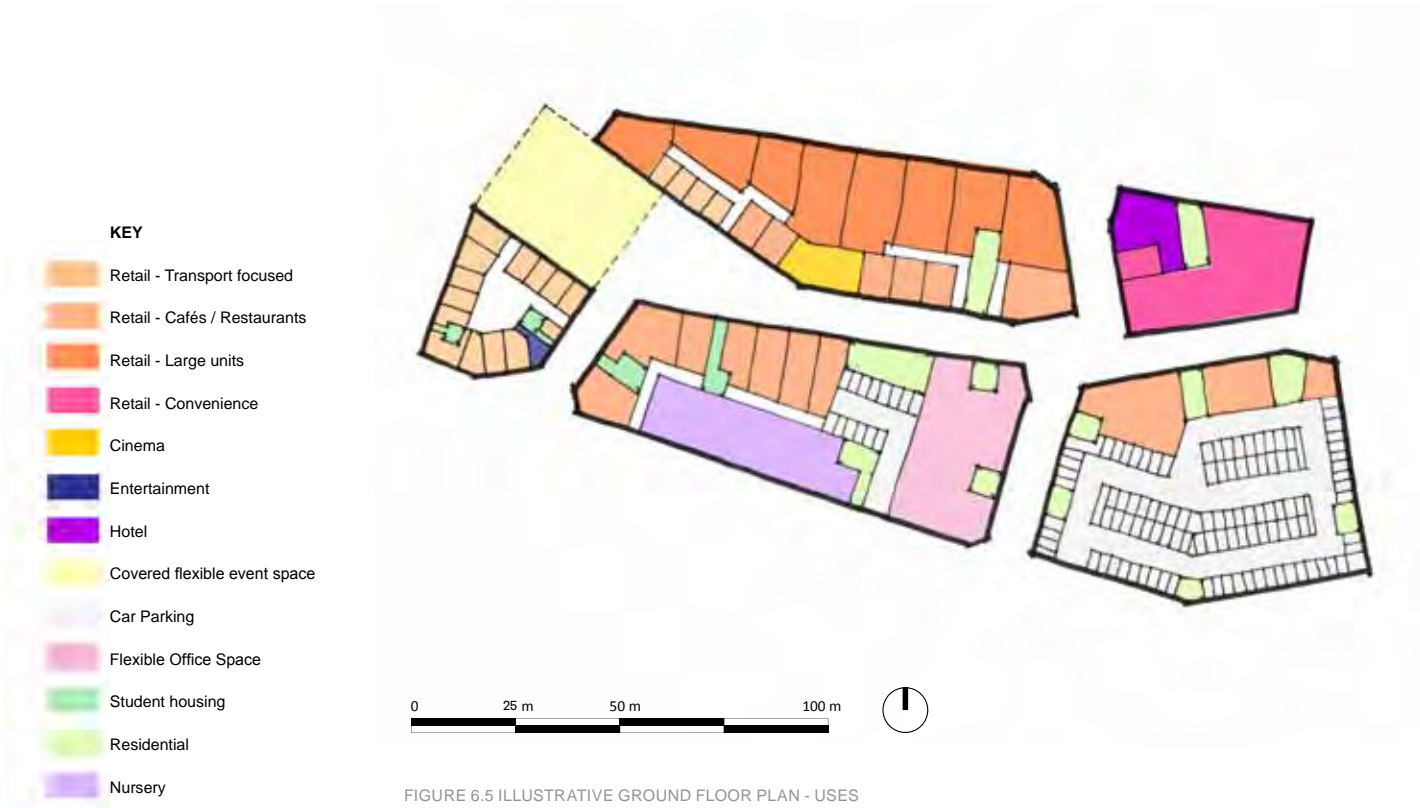 KEY
Retail - Transport focused
Retail - Cafés / Restaurants
Retail - Large units
Retail - Convenience
Cinema
Entertainment
Hotel
Covered flexible event space
Car Parking
Flexible Office Space
Student housing
Residential
Nursery
0 25 m 50 m 100 m
FIGURE 6.5 ILLUSTRATIVE GROUND FLOOR PLAN - USES